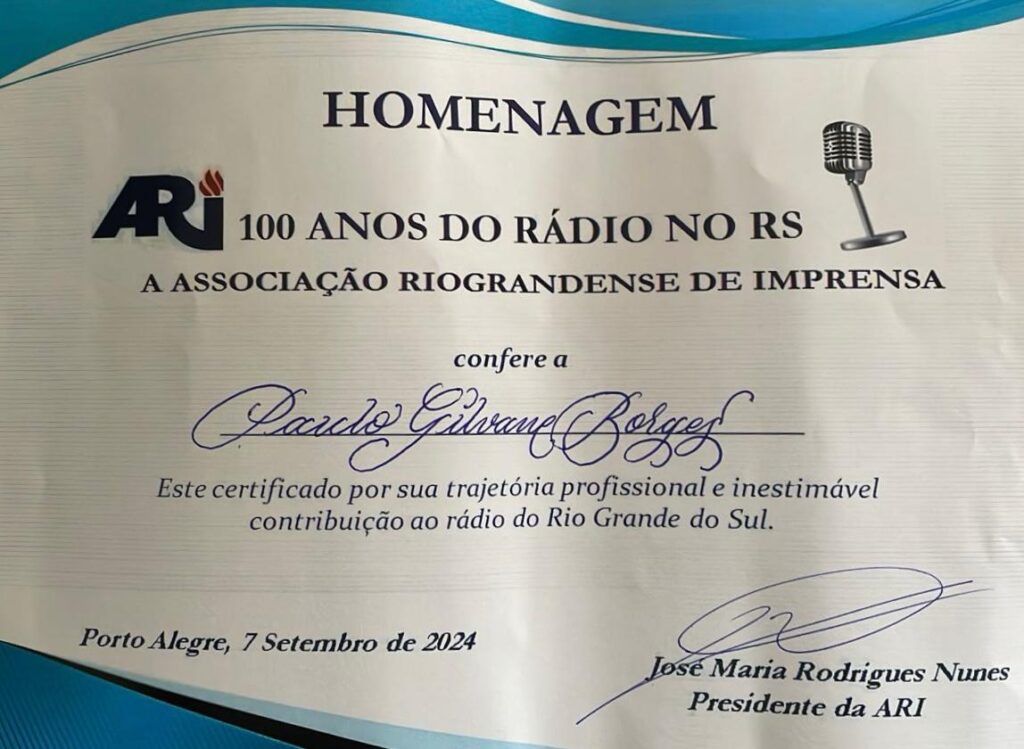 HOMENAGEM
ARI 100 ANOS DO RÁDIO NO RS
A ASSOCIAÇÃO RIOGRANDENSE DE IMPRENSA
confere a
Paulo Gilvane Borges
Este certificado por sua trajetória profissional e inestimável
contribuição ao rádio do Rio Grande do Sul.
Porto Alegre, 7 Setembro de 2024
José Maria Rodrigues Nunes
Presidente da ARI